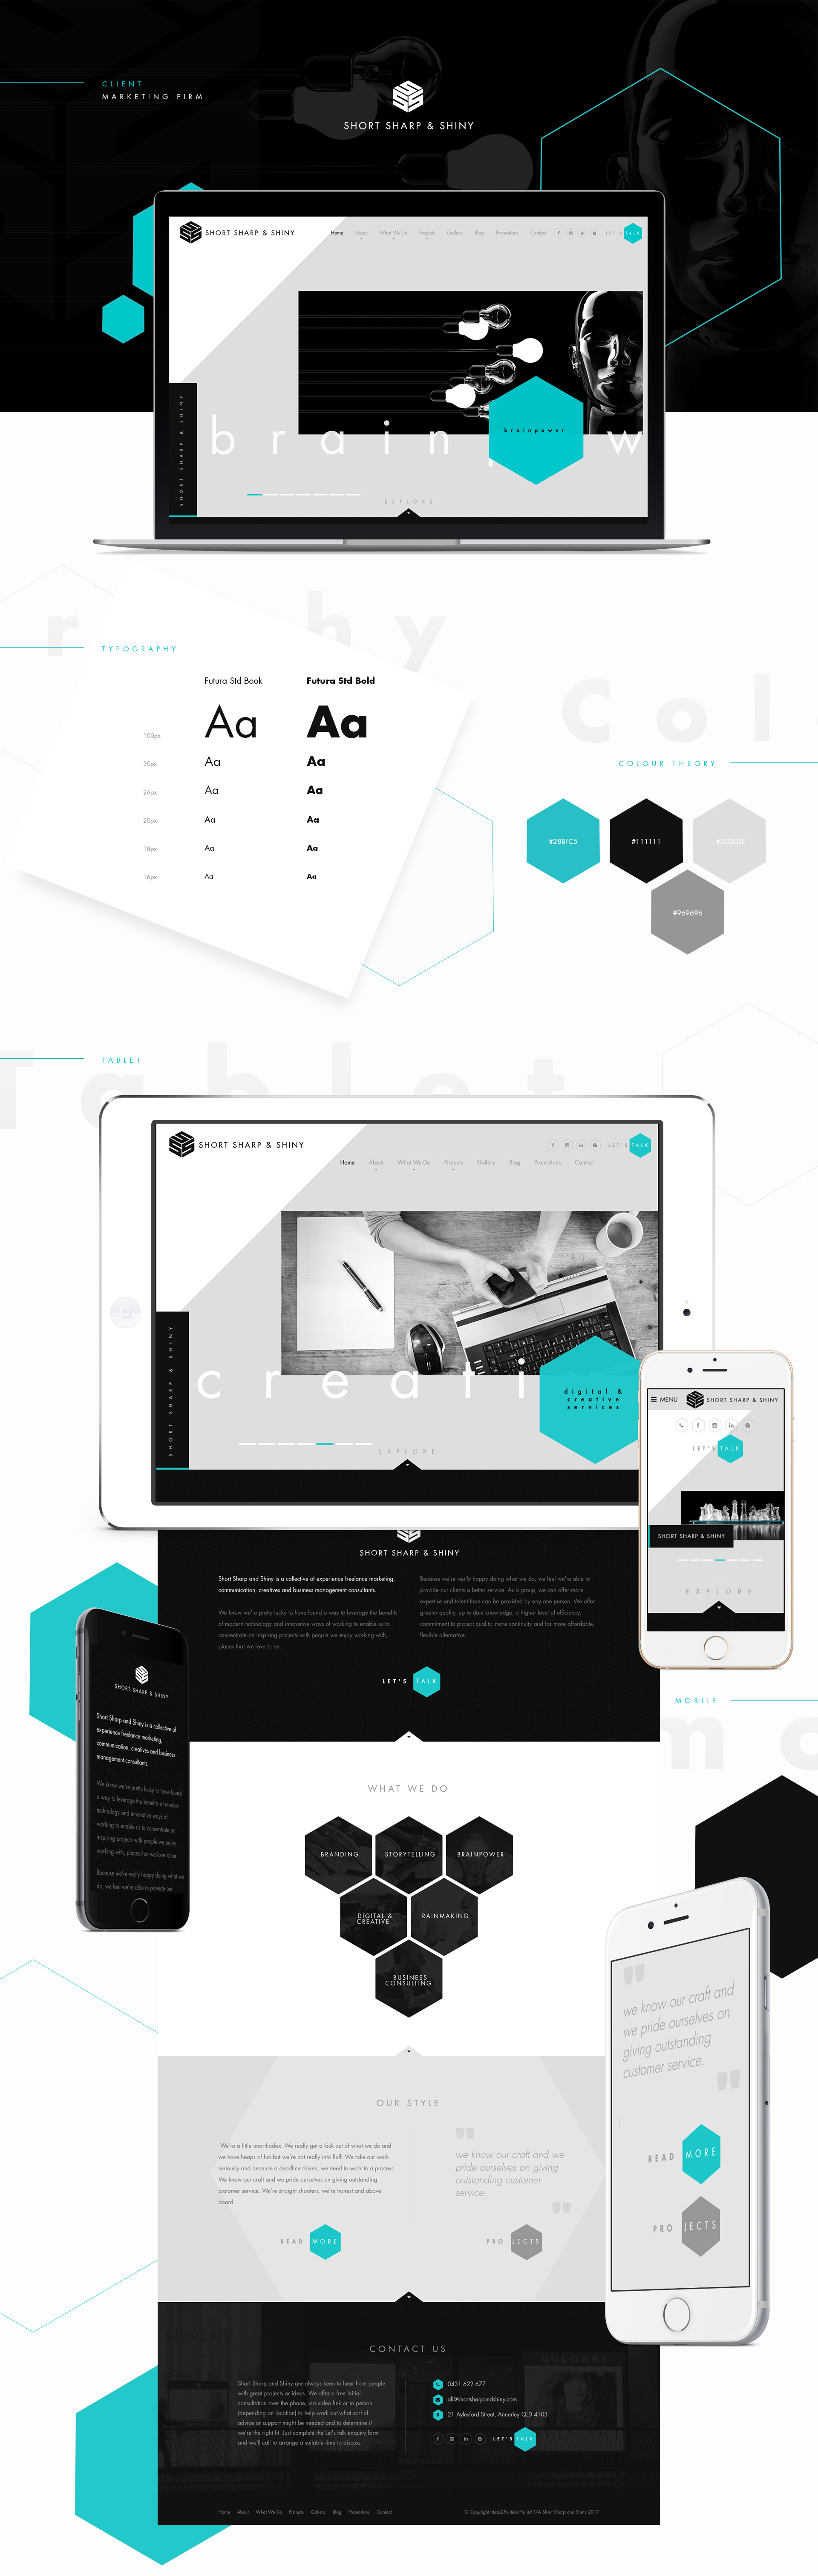 CLIENT
MARKETING FIRM
SHORT SHARP & SHINY
SHORT SHARP & SHINY
Home About What We Do Projects Gallery Blog Promotions Contact
LET'S TALK
SHORT SHARP & SHINY
brain w
brainpower
EXPLORE
r hy
TYPOGRAPHY
Futura Std Book Futura Std Bold
100px Aa Aa
30px Aa Aa
26px Aa Aa
20px Aa Aa
18px Aa Aa
16px Aa Aa
Col
COLOUR THEORY
#28BFC5 #111111 #DEDEDE
#969696
Tablet
TABLET
SHORT SHARP & SHINY
LET'S TALK
Home About What We Do Projects Gallery Blog Promotions Contact
SHORT SHARP & SHINY
creati
digital &
creative
services
EXPLORE
MENU SHORT SHARP & SHINY
LET'S TALK
SHORT SHARP & SHINY
EXPLORE
SHORT SHARP & SHINY
Short Sharp and Shiny is a collective of experience freelance marketing,
communication, creatives and business management consultants.
We know we're pretty lucky to have found a way to leverage the benefits
of modern technology and innovative ways of working to enable us to
concentrate on inspiring projects with people we enjoy working with,
places that we love to be.
Because we're really happy doing what we do, we feel we're able to
provide our clients a better service. As a group, we can offer more
expertise and talent than can be provided by any one person. We offer
greater quality, up to date knowledge, a higher level of efficiency,
commitment to project quality, more continuity and far more affordable,
flexible alternative.
LET'S TALK
SHORT SHARP & SHINY
Short Sharp and Shiny is a collective of
experience freelance marketing,
communication, creatives and business
management consultants.
We know we're pretty lucky to have found
a way to leverage the benefits of modern
technology and innovative ways of
working to enable us to concentrate on
inspiring projects with people we enjoy
working with, places that we love to be.
Because we're really happy doing what we
do, we feel we're able to provide our
MOBILE
mo
WHAT WE DO
BRANDING STORYTELLING BRAINPOWER
DIGITAL &
CREATIVE
RAINMAKING
BUSINESS
CONSULTING
"
we know our craft and
we pride ourselves on
giving outstanding
customer service.
"
READ MORE
PROJECTS
OUR STYLE
We're a little unorthodox. We really get a kick out of what we do and
we have heaps of fun but we're not really into fluff. We take our work
seriously and because a deadline driven, we need to work to a process.
We know our craft and we pride ourselves on giving outstanding
customer service. We're straight shooters, we're honest and above
board.
"
we know our craft and we
pride ourselves on giving
outstanding customer
service.
"
READ MORE
PROJECTS
CONTACT US
Short Sharp and Shiny are always keen to hear from people
with great projects or ideas. We offer a free initial
consultation over the phone, via video link or in person
(depending on location) to help work out what sort of
advice or support might be needed and to determine if
we're the right fit. Just complete the Let's talk enquiry form
and we'll call to arrange a suitable time to discuss.
0431 622 677
ali@shortsharpandshiny.com
21 Aylesford Street, Annerley QLD 4103
LET'S TALK
BVLGARI
Home About What We Do Projects Gallery Blog Promotions Contact